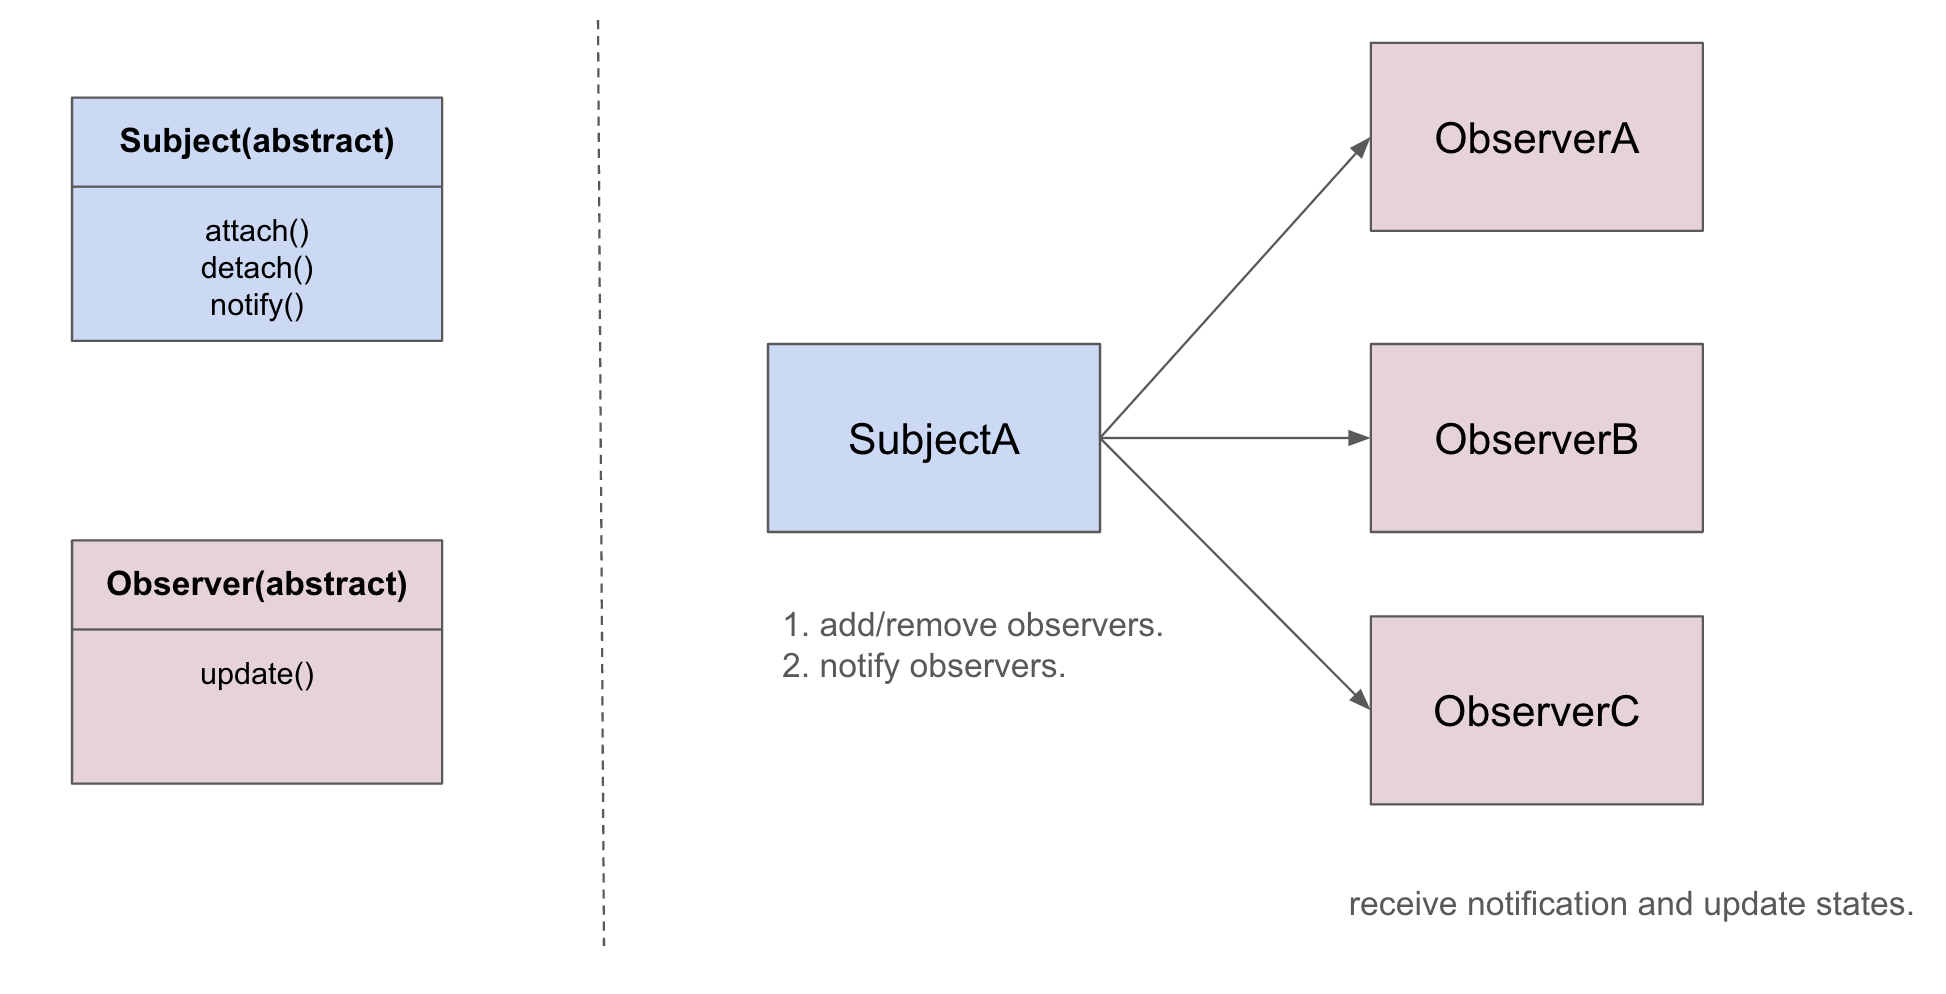 Subject(abstract)
attach()
detach()
notify()
Observer(abstract)
update()
SubjectA
1. add/remove observers.
2. notify observers.
ObserverA
ObserverB
ObserverC
receive notification and update states.